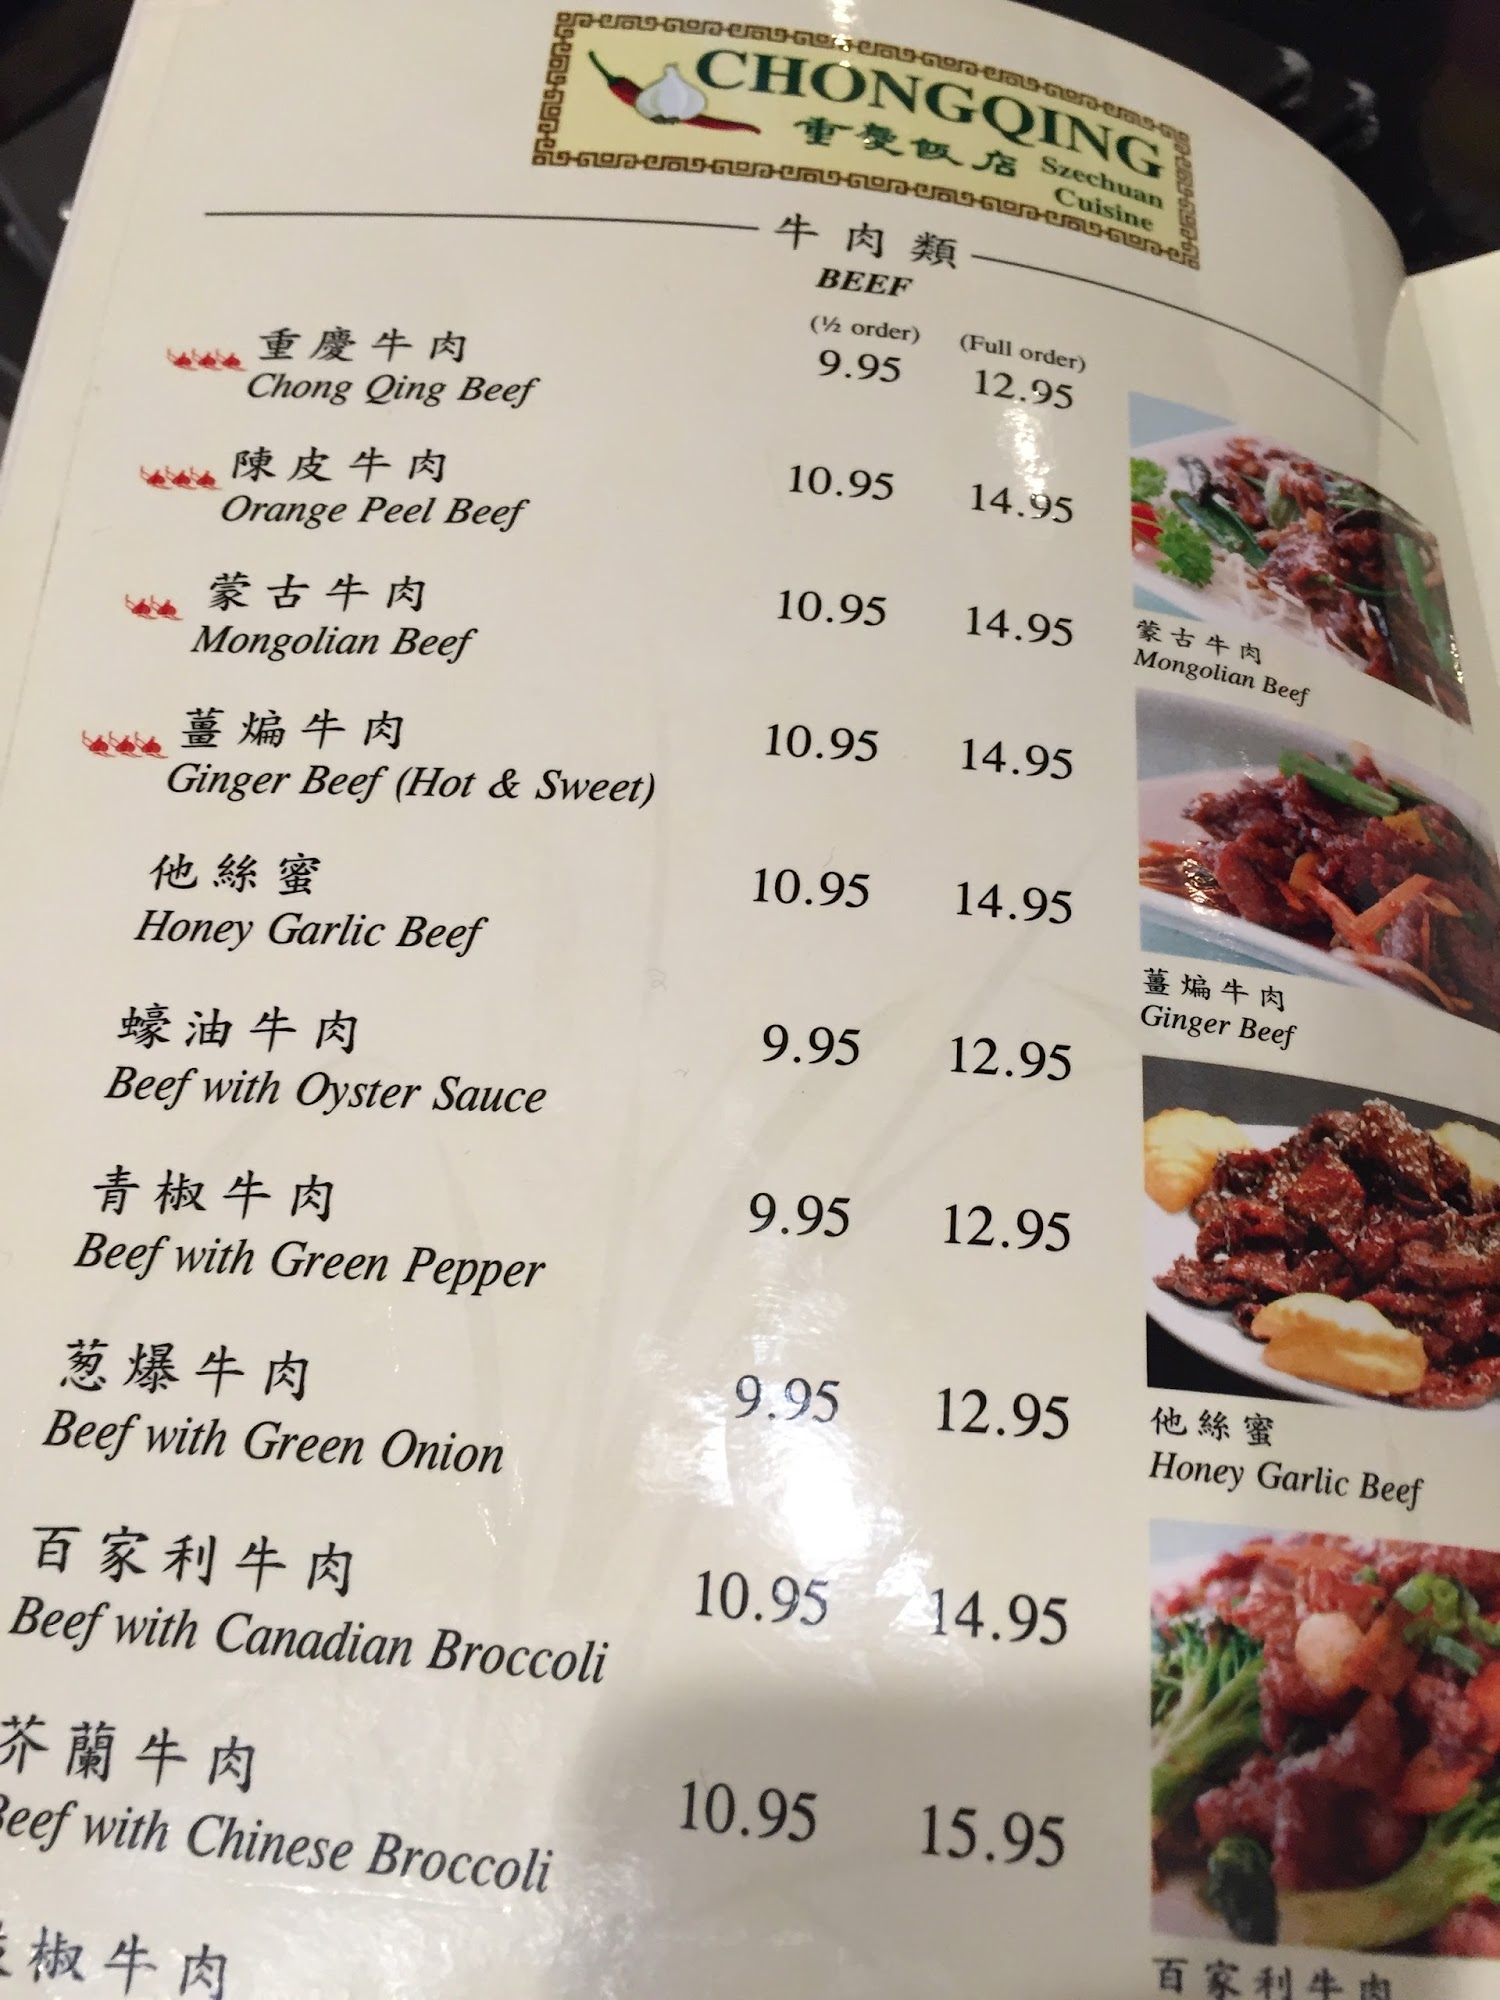 CHONGQING
重慶飯店 Szechuan
Cuisine
牛肉類
BEEF
(½ order) (Full order)
重慶牛肉
Chong Qing Beef 9.95 12.95
陳皮牛肉
Orange Peel Beef 10.95 14.95
蒙古牛肉
Mongolian Beef 10.95 14.95
薑煸牛肉
Ginger Beef (Hot & Sweet) 10.95 14.95
他絲蜜
Honey Garlic Beef 10.95 14.95
蠔油牛肉
Beef with Oyster Sauce 9.95 12.95
青椒牛肉
Beef with Green Pepper 9.95 12.95
葱爆牛肉
Beef with Green Onion 9.95 12.95
百家利牛肉
Beef with Canadian Broccoli 10.95 14.95
芥蘭牛肉
Beef with Chinese Broccoli 10.95 15.95
椒牛肉
蒙古牛肉
Mongolian Beef
薑煸牛肉
Ginger Beef
他絲蜜
Honey Garlic Beef
百家利牛肉